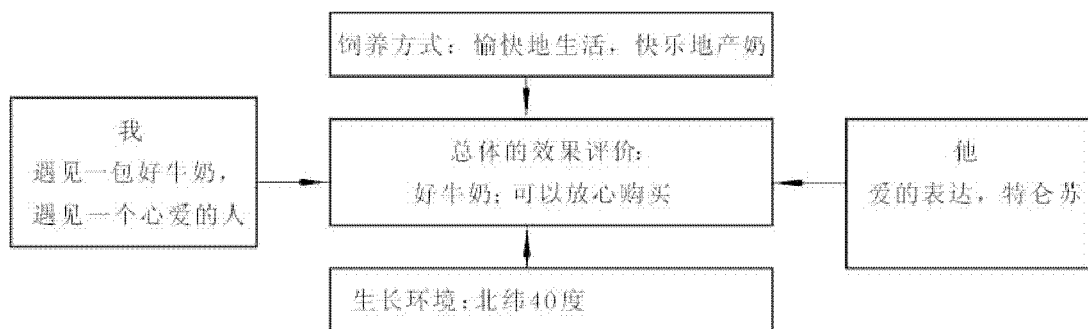 饲养方式：愉快地生活，快乐地产奶
我
遇见一包好牛奶，
遇见一个心爱的人
总体的效果评价：
好牛奶；可以放心购买
他
爱的表达，特仑苏
生长环境：北纬40度